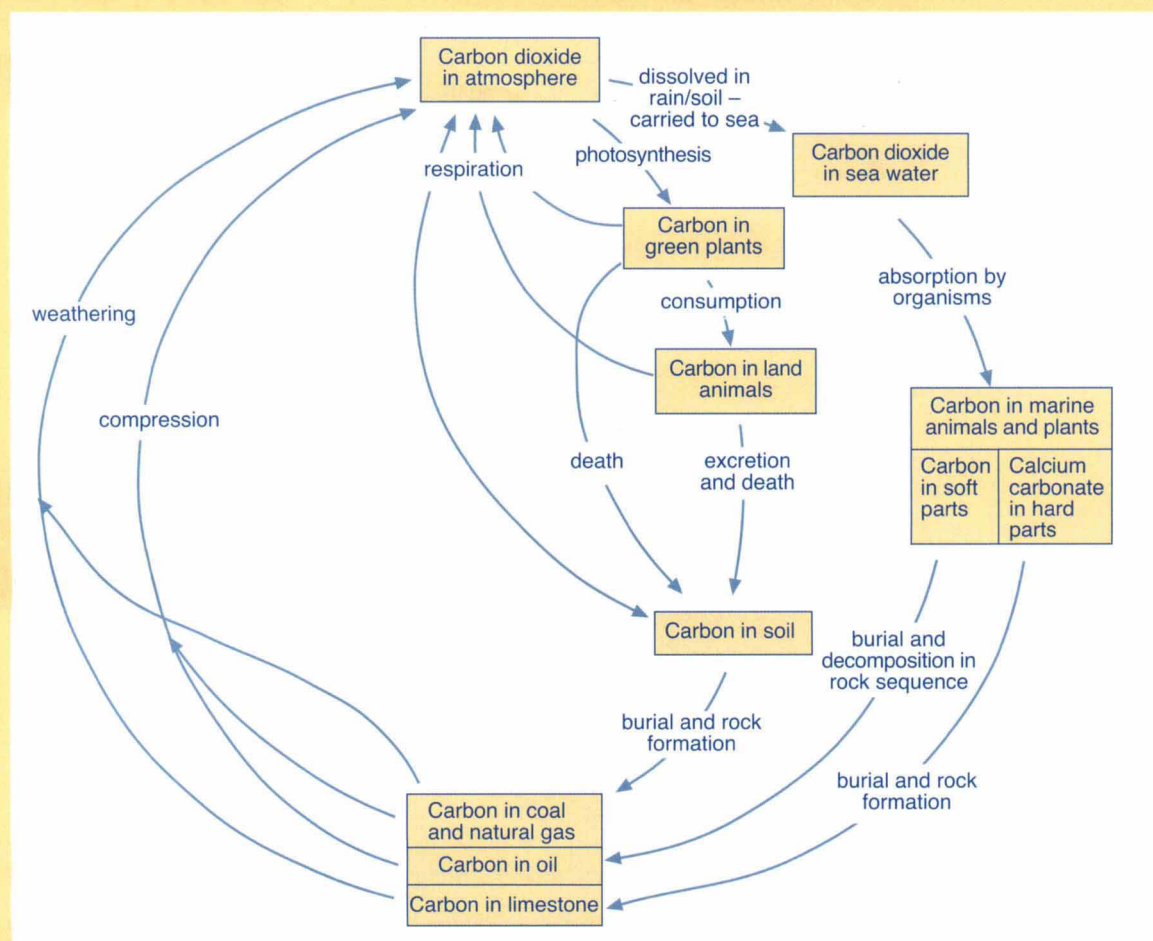 Carbon dioxide
in atmosphere
dissolved in
rain/soil –
carried to sea
photosynthesis
respiration
Carbon dioxide
in sea water
Carbon in
green plants
absorption by
organisms
consumption
weathering
Carbon in land
animals
compression
Carbon in marine
animals and plants
Carbon
in soft
parts
Calcium
carbonate
in hard
parts
death
excretion
and death
Carbon in soil
burial and
decomposition in
rock sequence
burial and rock
formation
burial and rock
formation
Carbon in coal
and natural gas
Carbon in oil
Carbon in limestone